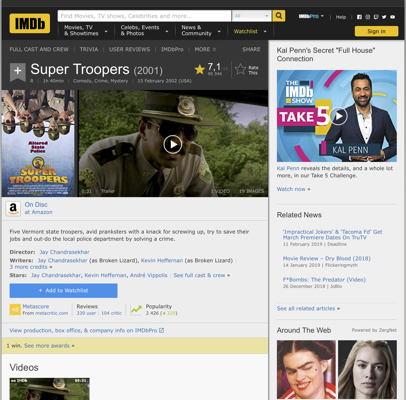 IMDb
Find Movies, TV shows, Celebrities and more...
All
Movies, TV & Showtimes
Celebs, Events & Photos
News & Community
Watchlist
IMDbPro
Help
Sign in
FULL CAST AND CREW | TRIVIA | USER REVIEWS | IMDbPro | MORE
SHARE
Super Troopers (2001)
7,1
Rate This
1h 40min | Comedy, Crime, Mystery | 15 February 2002 (USA)
Altered State Police
SUPER TROOPERS
Trailer
1 VIDEO
19 IMAGES
On Disc
at Amazon
Five Vermont state troopers, avid pranksters with a knack for screwing up, try to save their
jobs and out-do the local police department by solving a crime.
Director: Jay Chandrasekhar
Writers: Jay Chandrasekhar (as Broken Lizard), Kevin Heffernan (as Broken Lizard) |
3 more credits »
Stars: Jay Chandrasekhar, Kevin Heffernan, André Vippolis | See full cast & crew »
+ Add to Watchlist
Metascore
From metacritic.com
Reviews
339 user | 104 critic
Popularity
2 426
View production, box office, & company info on IMDbPro
1 win. See more awards »
Videos
Kal Penn's Secret "Full House"
Connection
THE IMDb SHOW
TAKE 5
KAL PENN
Kal Penn reveals the details, and a whole lot
more, in our Take 5 Challenge.
Watch now »
Related News
'Impractical Jokers' & 'Tacoma Fd' Get
March Premiere Dates On TruTV
11 February 2019 | Deadline
Movie Review – Dry Blood (2018)
14 January 2019 | Flickeringmyth
F*Bombs: The Predator (Video)
26 December 2018 | JoBlo
See all related articles »
Around The Web
Powered by ZergNet